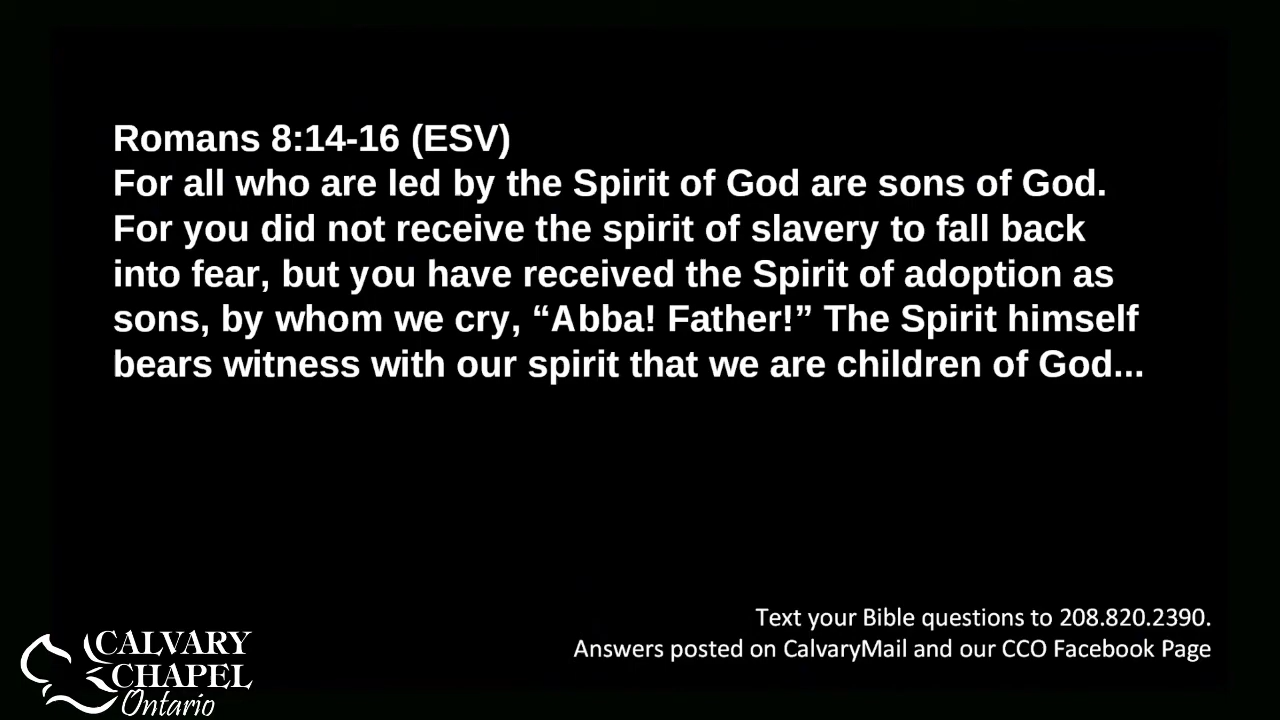 Romans 8:14-16 (ESV)
For all who are led by the Spirit of God are sons of God.
For you did not receive the spirit of slavery to fall back
into fear, but you have received the Spirit of adoption as
sons, by whom we cry, “Abba! Father!” The Spirit himself
bears witness with our spirit that we are children of God...
Text your Bible questions to 208.820.2390.
Answers posted on CalvaryMail and our CCO Facebook Page
CALVARY
CHAPEL
Ontario